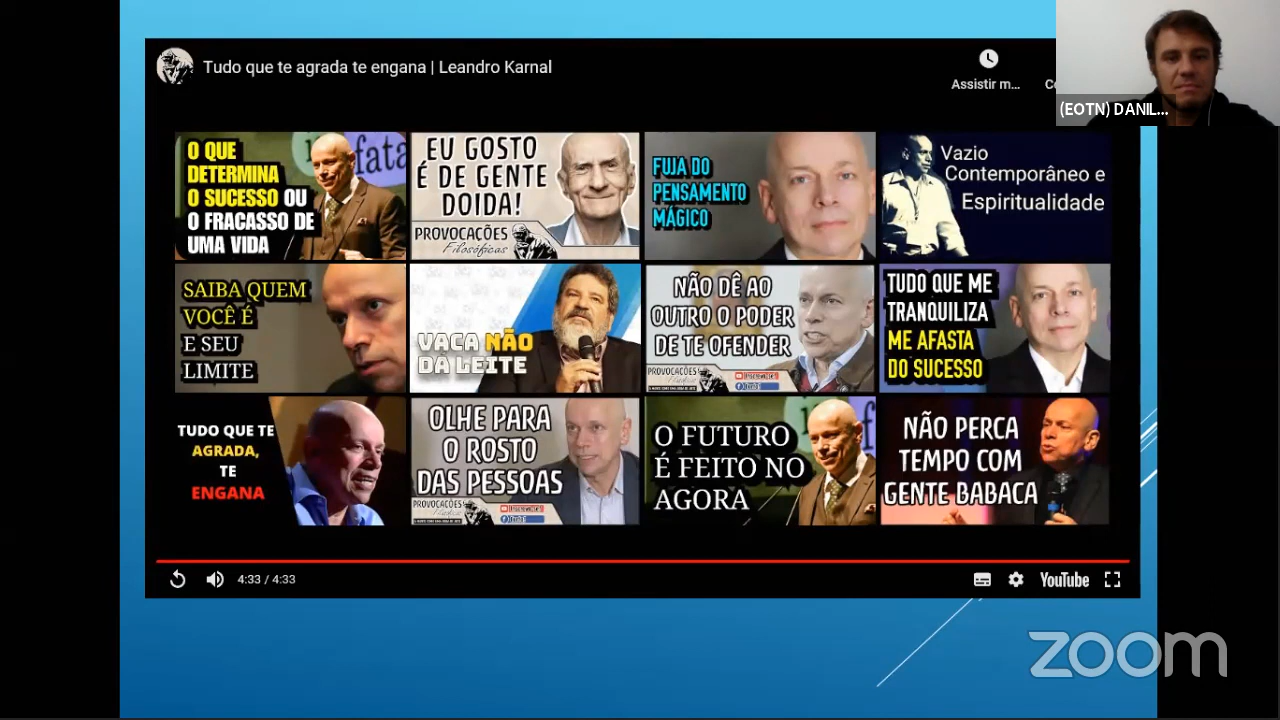 Tudo que te agrada te engana | Leandro Karnal
Assistir m...
(EOTN) DANIL...
O QUE
DETERMINA
O SUCESSO OU
O FRACASSO DE
UMA VIDA
fata
EU GOSTO
É DE GENTE
DOIDA!
PROVOCAÇÕES
Filosóficas
FUJA DO
PENSAMENTO
MÁGICO
Vazio
Contemporâneo e
Espiritualidade
SAIBA QUEM
VOCÊ É
E SEU
LIMITE
VACA NÃO
DÁ LEITE
NÃO DÊ AO
OUTRO O PODER
DE TE OFENDER
PROVOCAÇÕES
TUDO QUE ME
TRANQUILIZA
ME AFASTA
DO SUCESSO
TUDO QUE TE
AGRADA,
TE
ENGANA
OLHE PARA
O ROSTO
DAS PESSOAS
PROVOCAÇÕES
O FUTURO
É FEITO NO
AGORA
NÃO PERCA
TEMPO COM
GENTE BABACA
4:33 / 4:33
YouTube
zoom